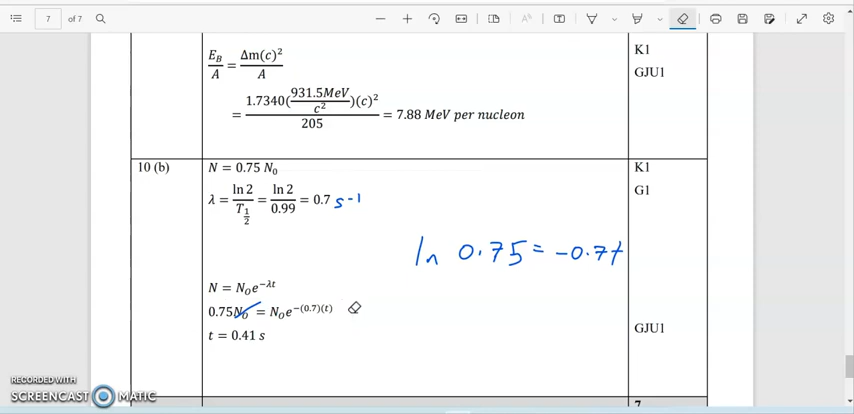 7 of 7
E_B/A = Δm(c)²/A
K1
GJU1
= 1.7340(931.5MeV/c²)(c)²/205 = 7.88 MeV per nucleon
10 (b)
N = 0.75 N₀
K1
λ = ln 2/T_½ = ln 2/0.99 = 0.7 s⁻¹
G1
ln 0.75 = -0.7t
N = N₀e^(−λt)
0.75N₀ = N₀e^(−(0.7)(t))
t = 0.41 s
GJU1
RECORDED WITH
SCREENCAST MATIC
7